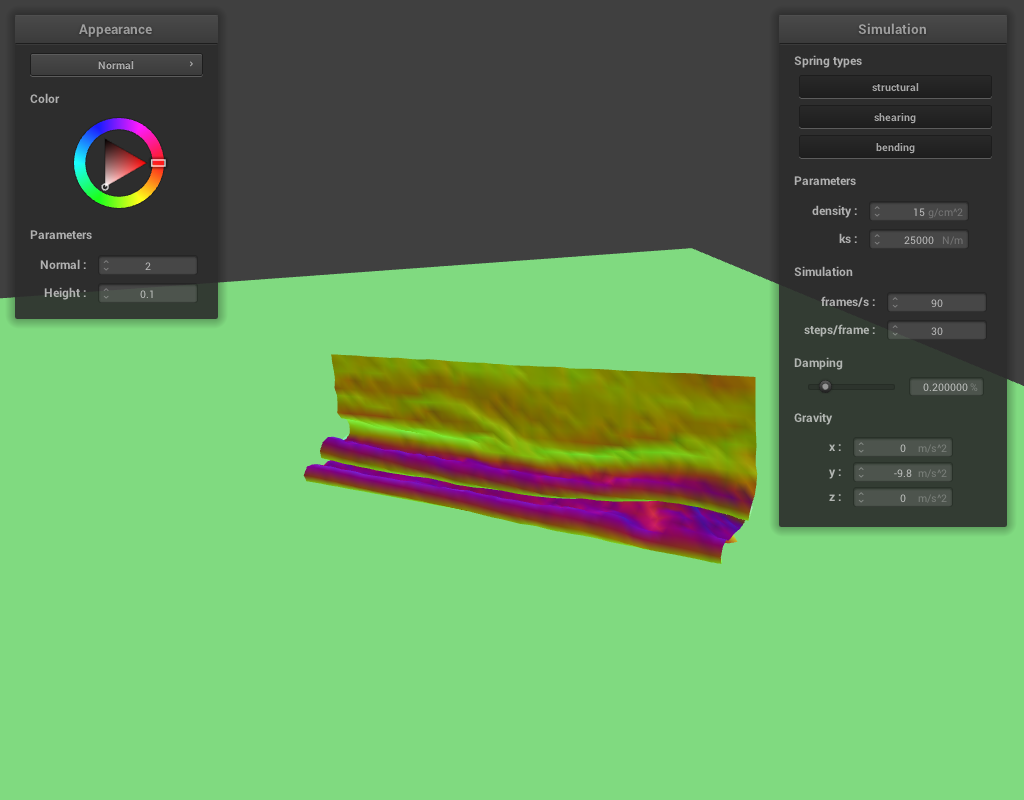 Appearance
Normal ›
Color
Parameters
Normal : 2
Height : 0.1
Simulation
Spring types
structural
shearing
bending
Parameters
density : 15 g/cm^2
ks : 25000 N/m
Simulation
frames/s : 90
steps/frame : 30
Damping
0.200000 %
Gravity
x : 0 m/s^2
y : -9.8 m/s^2
z : 0 m/s^2